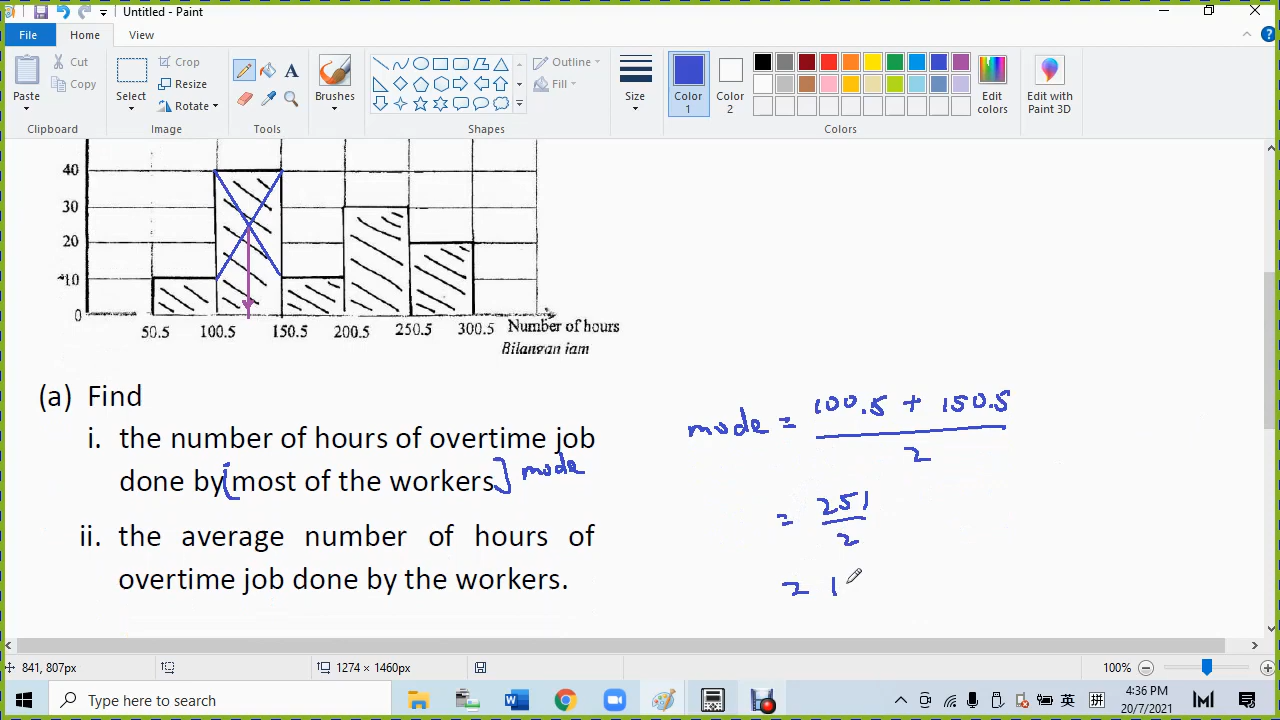 Untitled - Paint
File
Home
View
Paste
Cut
Copy
Clipboard
Select
Crop
Resize
Rotate
Image
A
Tools
Brushes
Outline
Fill
Shapes
Size
Color 1
Color 2
Edit colors
Edit with Paint 3D
Colors
40
30
20
10
0
50.5 100.5 150.5 200.5 250.5 300.5 Number of hours
Bilangan jam
(a) Find
i. the number of hours of overtime job
done by [most of the workers] mode
ii. the average number of hours of
overtime job done by the workers.
mode = 100.5 + 150.5
2
= 251
2
= 1
841, 807px
1274 × 1460px
100%
Type here to search
英
拼
4:36 PM
20/7/2021